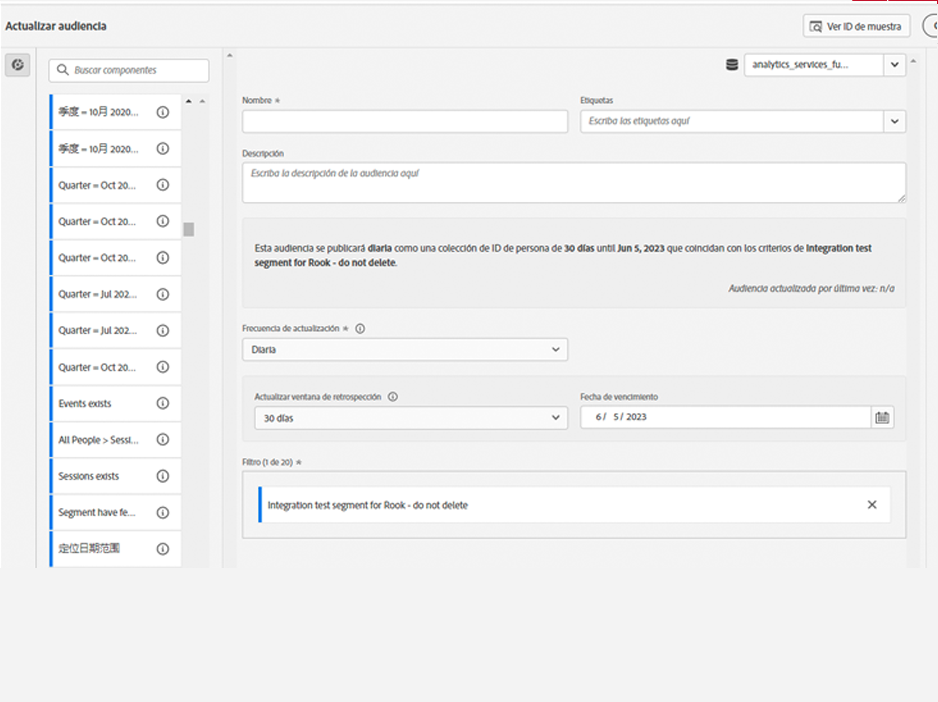 Actualizar audiencia
Ver ID de muestra
Buscar componentes
analytics_services_fu...
季度 = 10月 2020...
季度 = 10月 2020...
Quarter = Oct 20...
Quarter = Oct 20...
Quarter = Oct 20...
Quarter = Jul 202...
Quarter = Jul 202...
Quarter = Oct 20...
Events exists
All People > Sessi...
Sessions exists
Segment have fe...
定位日期范围
Nombre *
Etiquetas
Escriba las etiquetas aquí
Descripción
Escriba la descripción de la audiencia aquí
Esta audiencia se publicará diaria como una colección de ID de persona de 30 días until Jun 5, 2023 que coincidan con los criterios de Integration test
segment for Rook - do not delete.
Audiencia actualizada por última vez: n/a
Frecuencia de actualización *
Diaria
Actualizar ventana de retrospección
Fecha de vencimiento
30 días
6/ 5/ 2023
Filtro (1 de 20) *
Integration test segment for Rook - do not delete